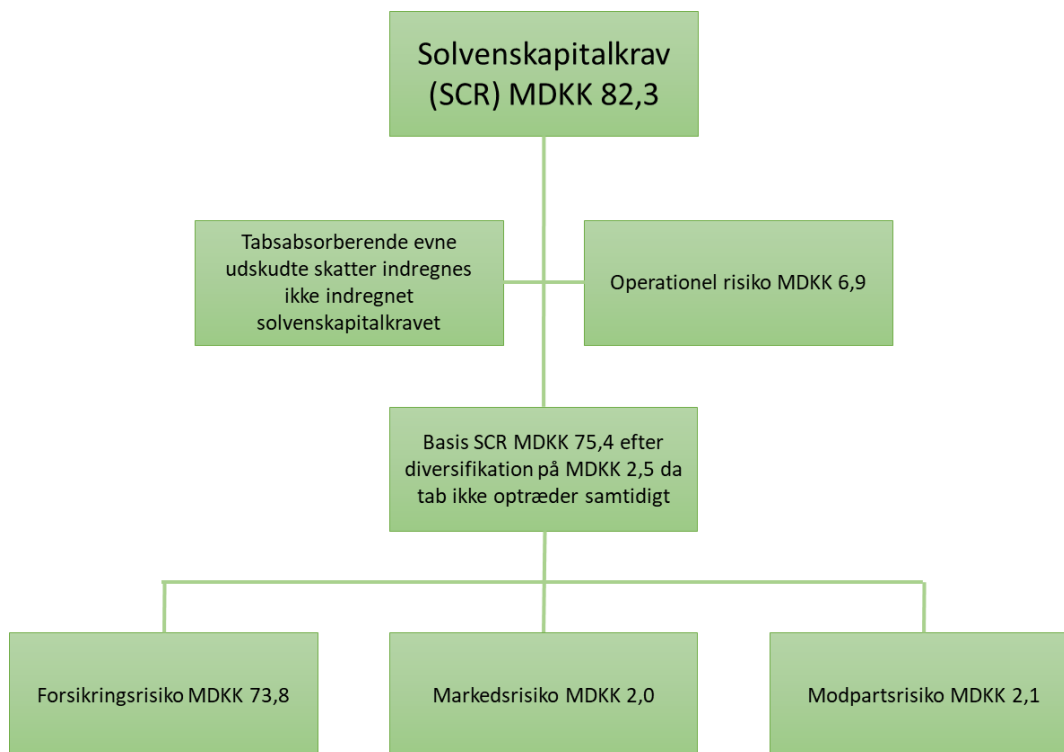 Solvenskapitalkrav
(SCR) MDKK 82,3
Tabsabsorberende evne
udskudte skatter indregnes
ikke indregnet
solvenskapitalkravet
Operationel risiko MDKK 6,9
Basis SCR MDKK 75,4 efter
diversifikation på MDKK 2,5 da
tab ikke optræder samtidigt
Forsikringsrisiko MDKK 73,8
Markedsrisiko MDKK 2,0
Modpartsrisiko MDKK 2,1